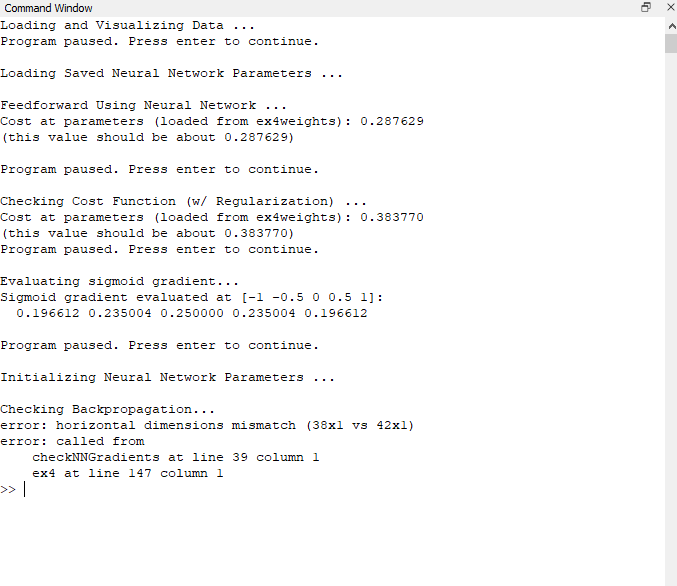 Command Window
Loading and Visualizing Data ...
Program paused. Press enter to continue.
Loading Saved Neural Network Parameters ...
Feedforward Using Neural Network ...
Cost at parameters (loaded from ex4weights): 0.287629
(this value should be about 0.287629)
Program paused. Press enter to continue.
Checking Cost Function (w/ Regularization) ...
Cost at parameters (loaded from ex4weights): 0.383770
(this value should be about 0.383770)
Program paused. Press enter to continue.
Evaluating sigmoid gradient...
Sigmoid gradient evaluated at [-1 -0.5 0 0.5 1]:
0.196612 0.235004 0.250000 0.235004 0.196612
Program paused. Press enter to continue.
Initializing Neural Network Parameters ...
Checking Backpropagation...
error: horizontal dimensions mismatch (38x1 vs 42x1)
error: called from
checkNNGradients at line 39 column 1
ex4 at line 147 column 1
>>